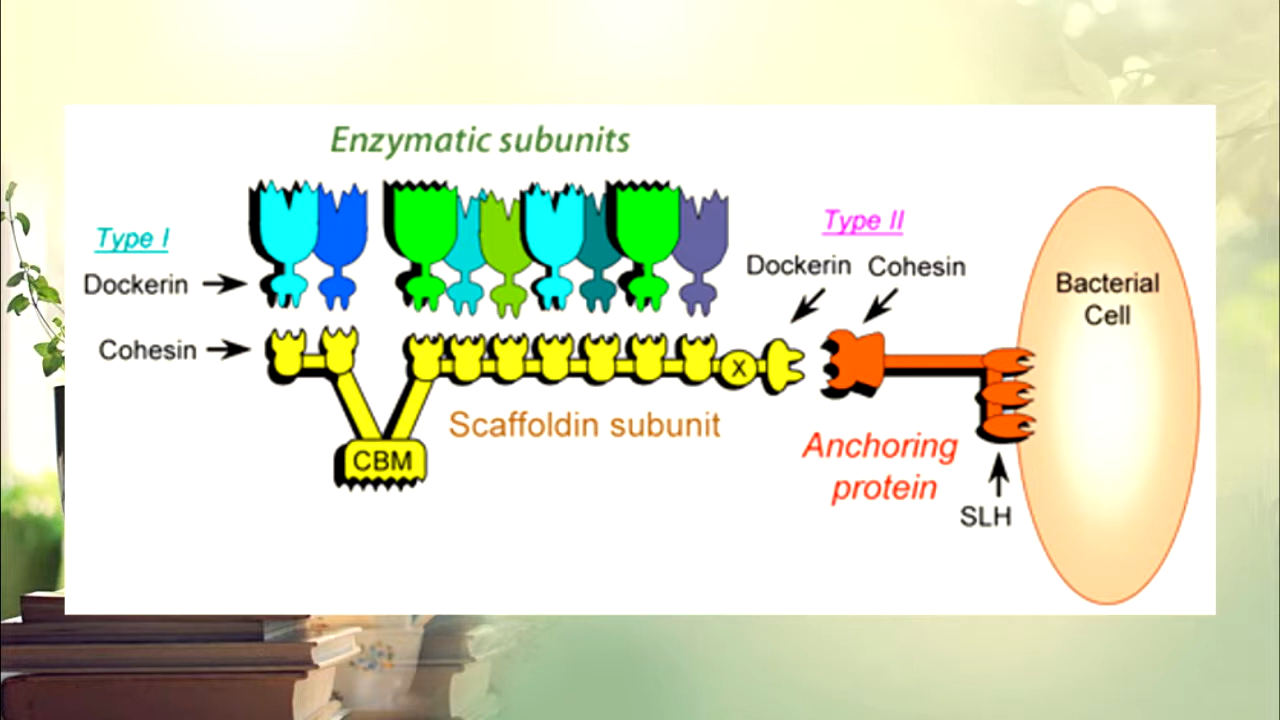 Enzymatic subunits
Type I
Dockerin
Cohesin
Type II
Dockerin Cohesin
X
Scaffoldin subunit
CBM
Anchoring
protein
SLH
Bacterial
Cell